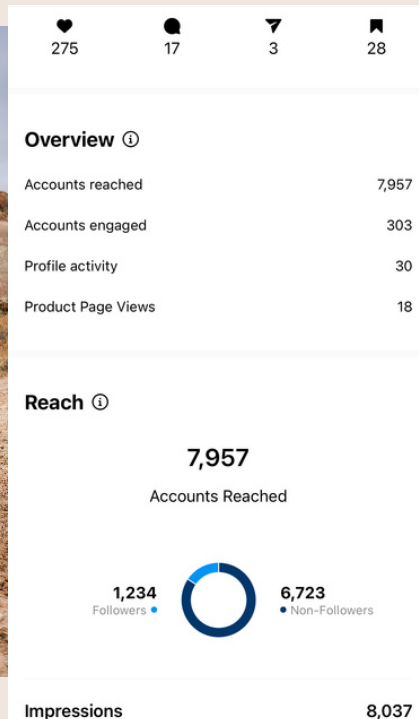 275 17 3 28
Overview
Accounts reached 7,957
Accounts engaged 303
Profile activity 30
Product Page Views 18
Reach
7,957
Accounts Reached
1,234 6,723
Followers Non-Followers
Impressions 8,037